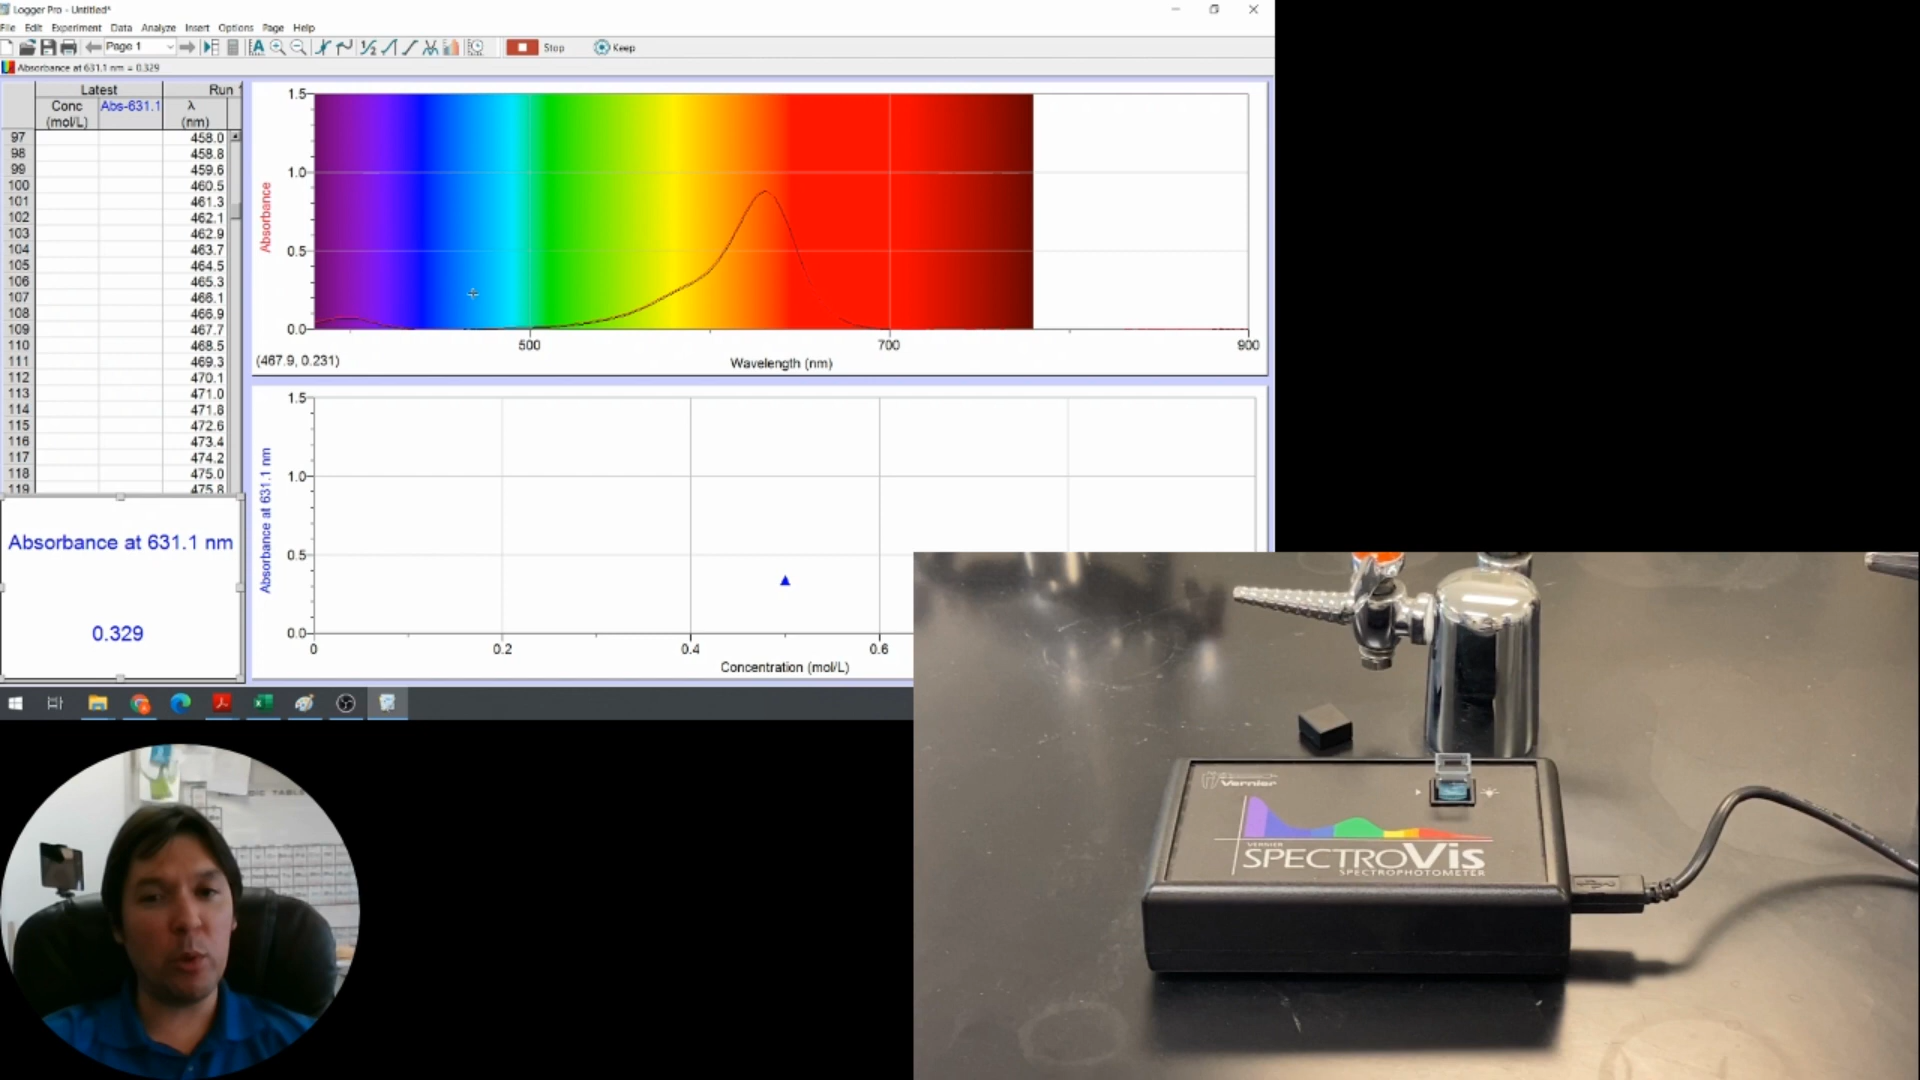 Logger Pro - Untitled*
File Edit Experiment Data Analyze Insert Options Page Help
Page 1
Stop
Keep
Absorbance at 631.1 nm = 0.329
Latest
Run
Conc
(mol/L)
Abs-631.1
λ
(nm)
97 458.0
98 458.8
99 459.6
100 460.5
101 461.3
102 462.1
103 462.9
104 463.7
105 464.5
106 465.3
107 466.1
108 466.9
109 467.7
110 468.5
111 469.3
112 470.1
113 471.0
114 471.8
115 472.6
116 473.4
117 474.2
118 475.0
119 475.8
Absorbance at 631.1 nm
0.329
1.5
1.0
0.5
0.0
Absorbance
500 700 900
(467.9, 0.231)
Wavelength (nm)
1.5
1.0
0.5
0.0
Absorbance at 631.1 nm
0 0.2 0.4 0.6
Concentration (mol/L)
Vernier
VERNIER
SPECTROVIS
SPECTROPHOTOMETER